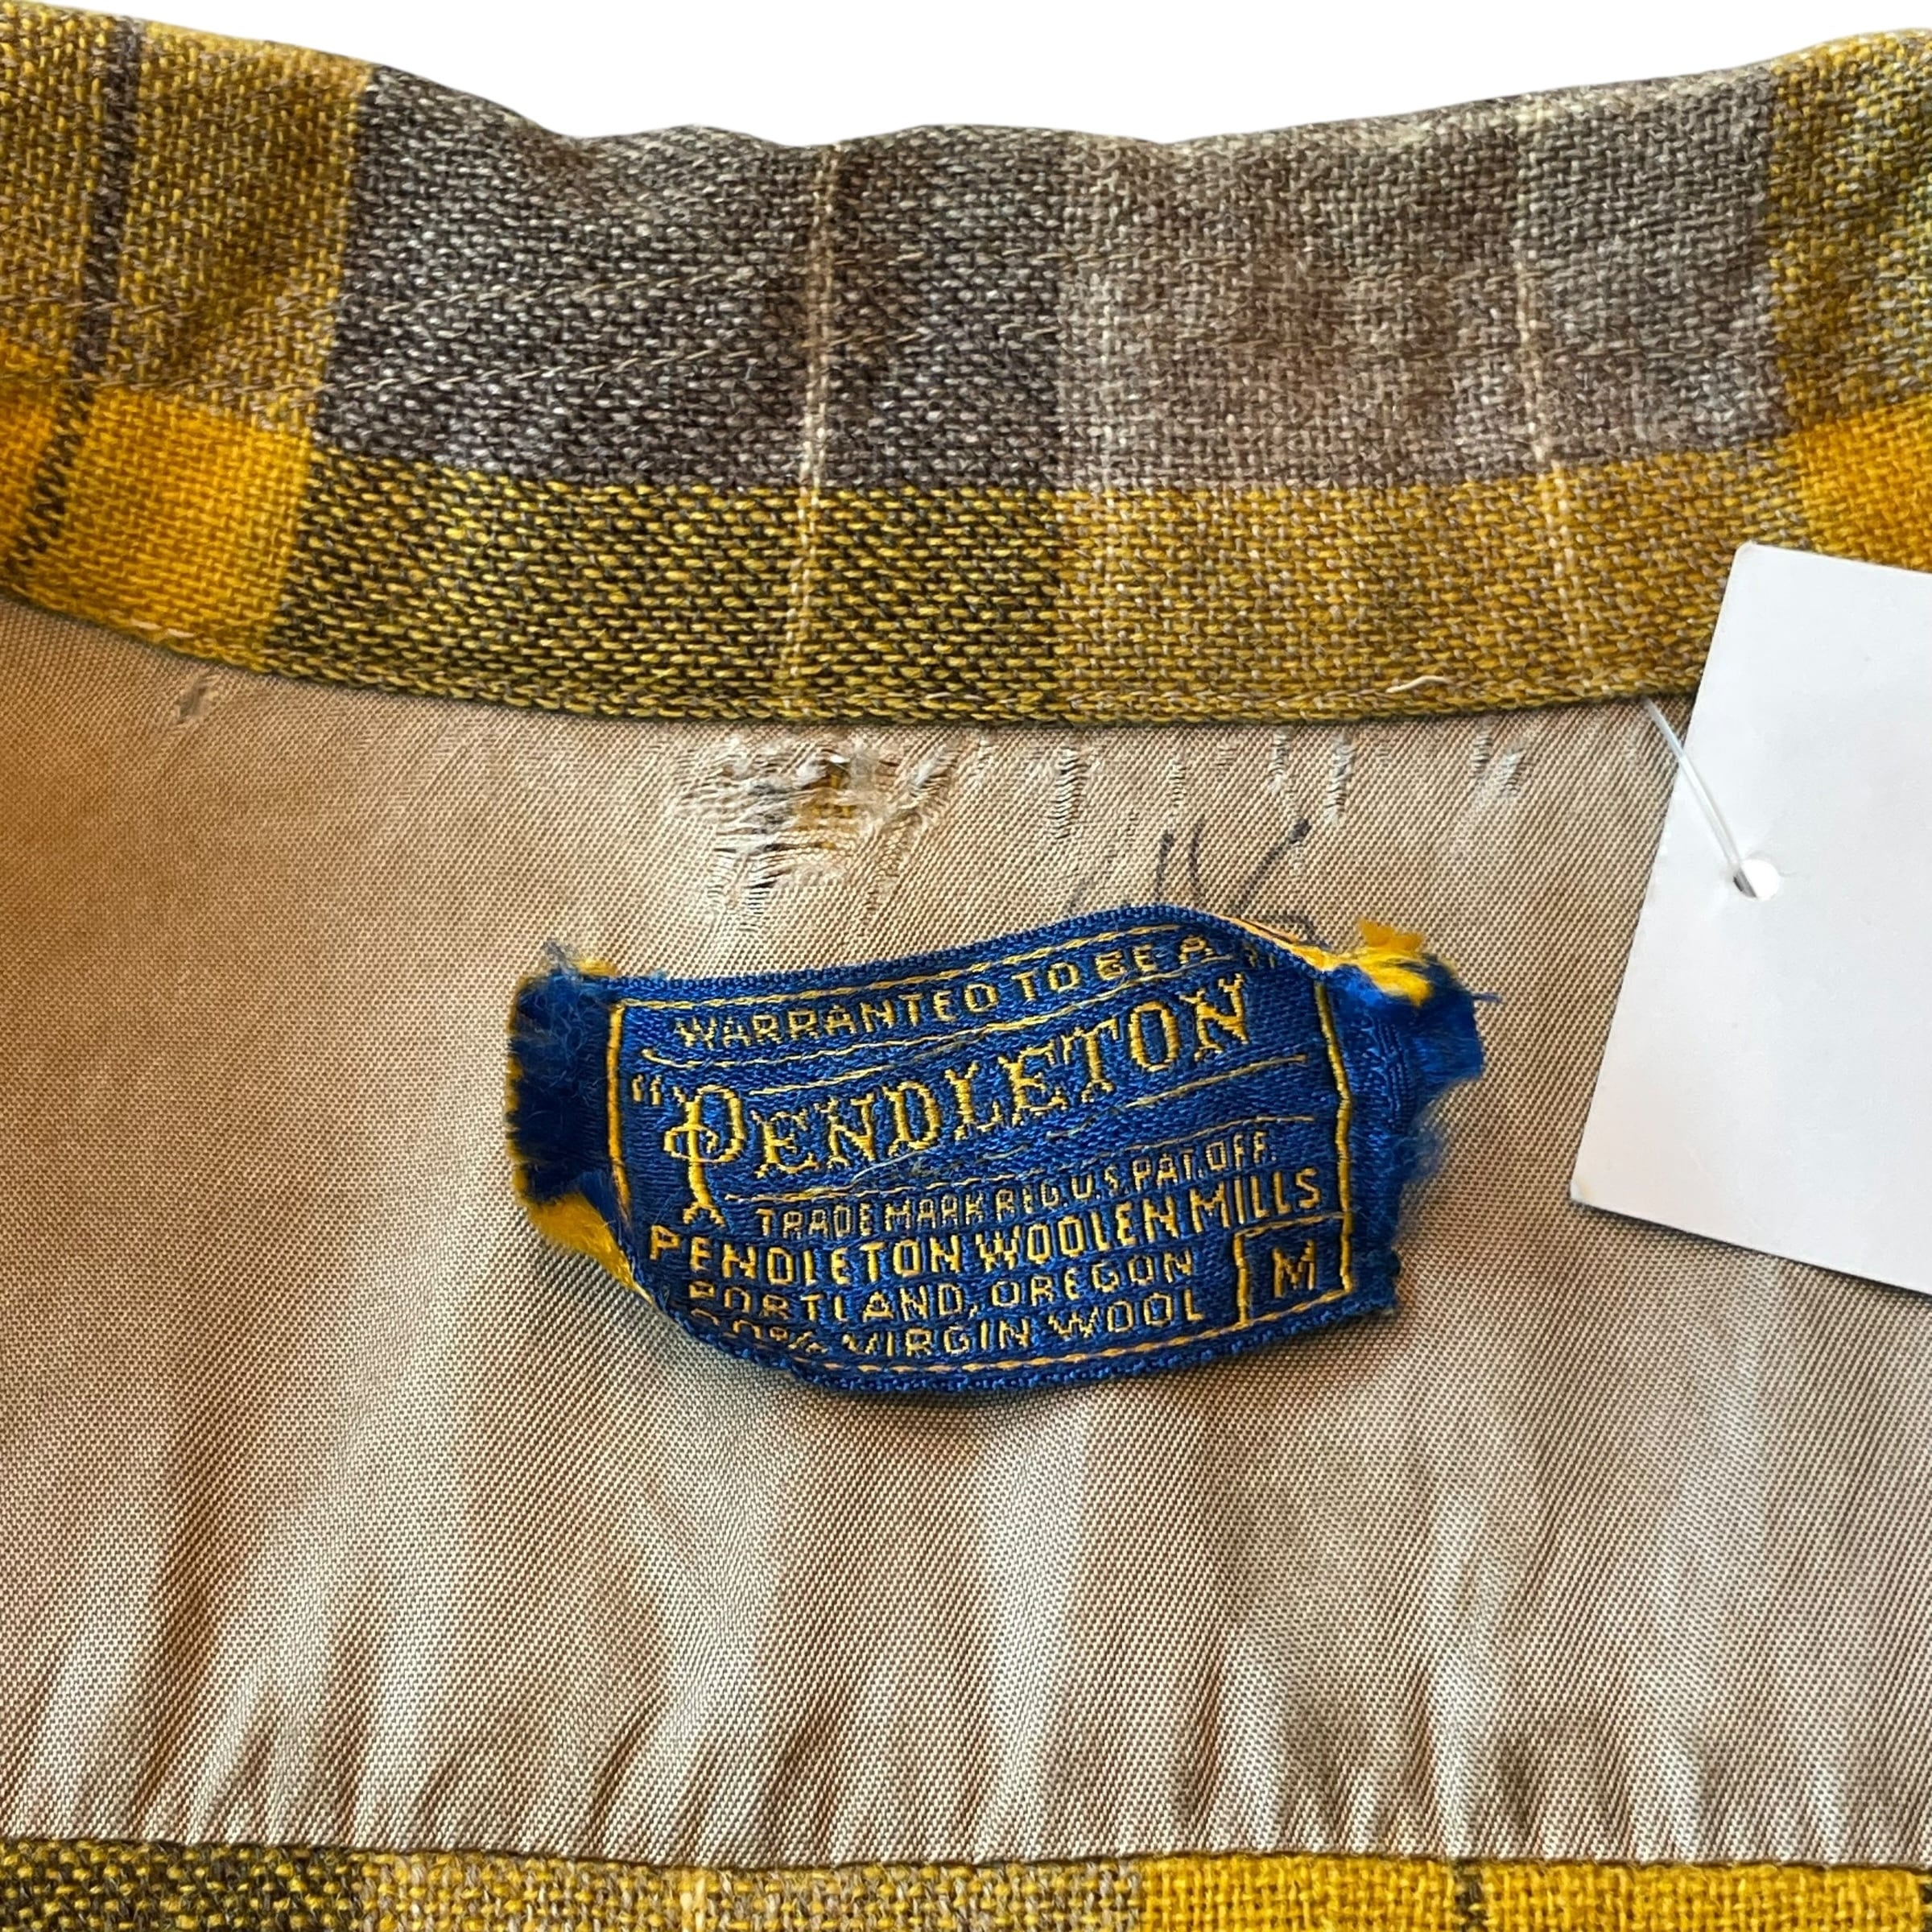 WARRANTED TO BE A
"PENDLETON
TRADE MARK REG. U.S. PAT. OFF.
PENDLETON WOOLEN MILLS
PORTLAND, OREGON
VIRGIN WOOL
M